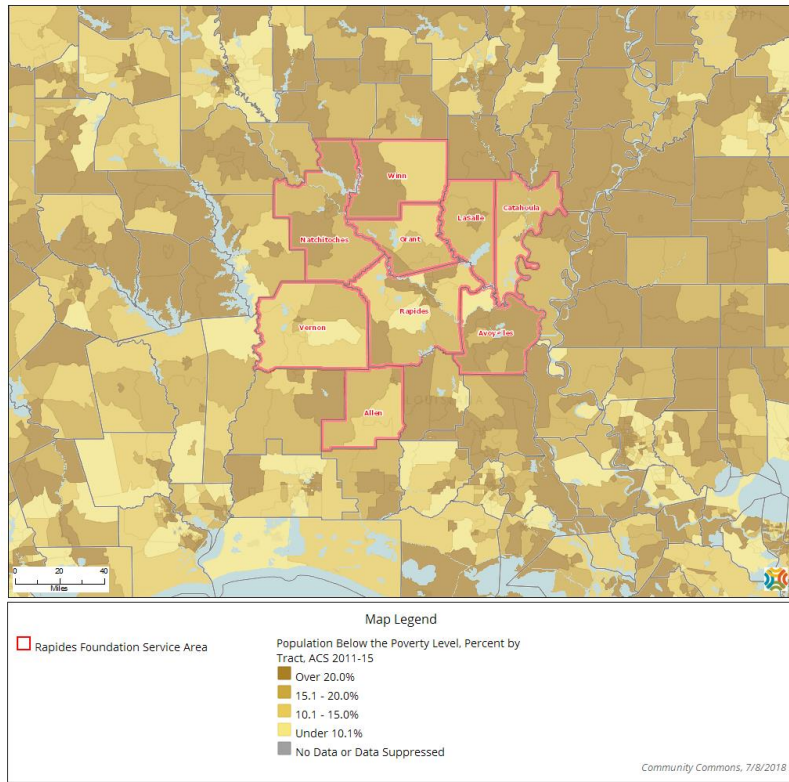 MISSISSIPPI
Winn
LaSalle
Catahoula
Natchitoches
Grant
Rapides
Vernon
Avoyelles
Allen
0 20 40
Miles
Map Legend
Rapides Foundation Service Area
Population Below the Poverty Level, Percent by
Tract, ACS 2011-15
Over 20.0%
15.1 - 20.0%
10.1 - 15.0%
Under 10.1%
No Data or Data Suppressed
Community Commons, 7/8/2018